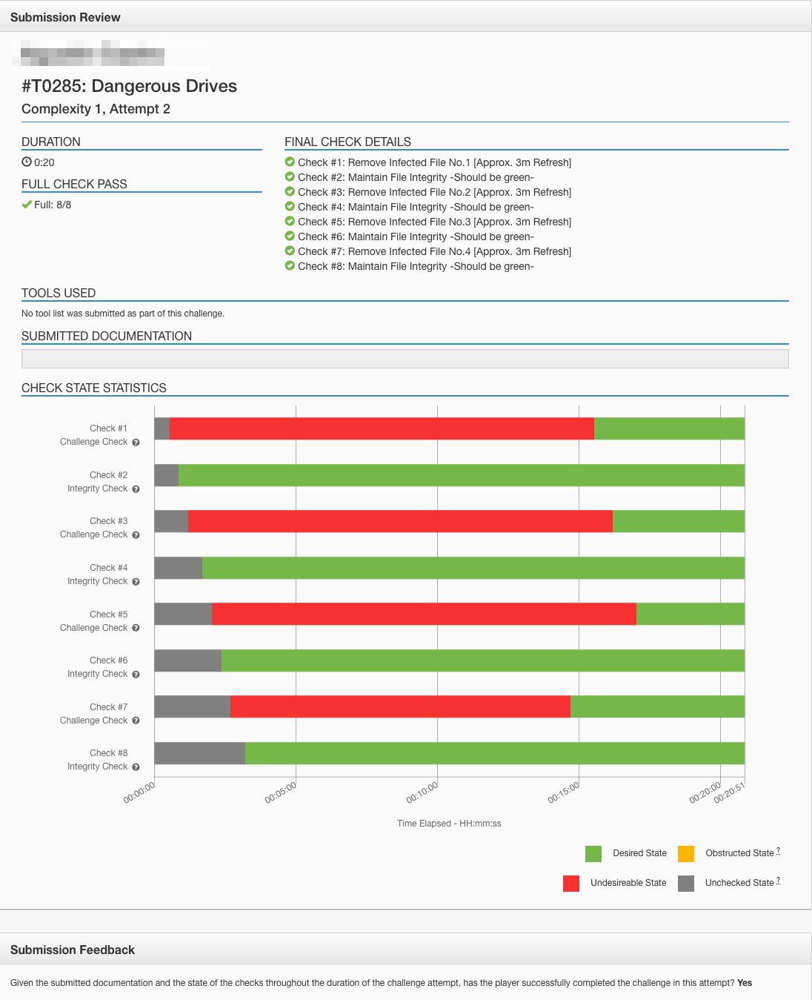 Submission Review
#T0285: Dangerous Drives
Complexity 1, Attempt 2
DURATION
0:20
FULL CHECK PASS
Full: 8/8
FINAL CHECK DETAILS
Check #1: Remove Infected File No.1 [Approx. 3m Refresh]
Check #2: Maintain File Integrity -Should be green-
Check #3: Remove Infected File No.2 [Approx. 3m Refresh]
Check #4: Maintain File Integrity -Should be green-
Check #5: Remove Infected File No.3 [Approx. 3m Refresh]
Check #6: Maintain File Integrity -Should be green-
Check #7: Remove Infected File No.4 [Approx. 3m Refresh]
Check #8: Maintain File Integrity -Should be green-
TOOLS USED
No tool list was submitted as part of this challenge.
SUBMITTED DOCUMENTATION
CHECK STATE STATISTICS
Check #1
Challenge Check ?
Check #2
Integrity Check ?
Check #3
Challenge Check ?
Check #4
Integrity Check ?
Check #5
Challenge Check ?
Check #6
Integrity Check ?
Check #7
Challenge Check ?
Check #8
Integrity Check ?
00:00:00
00:05:00
00:10:00
00:15:00
00:20:00
00:20:51
Time Elapsed - HH:mm:ss
Desired State
Obstructed State ?
Undesireable State
Unchecked State ?
Submission Feedback
Given the submitted documentation and the state of the checks throughout the duration of the challenge attempt, has the player successfully completed the challenge in this attempt? Yes